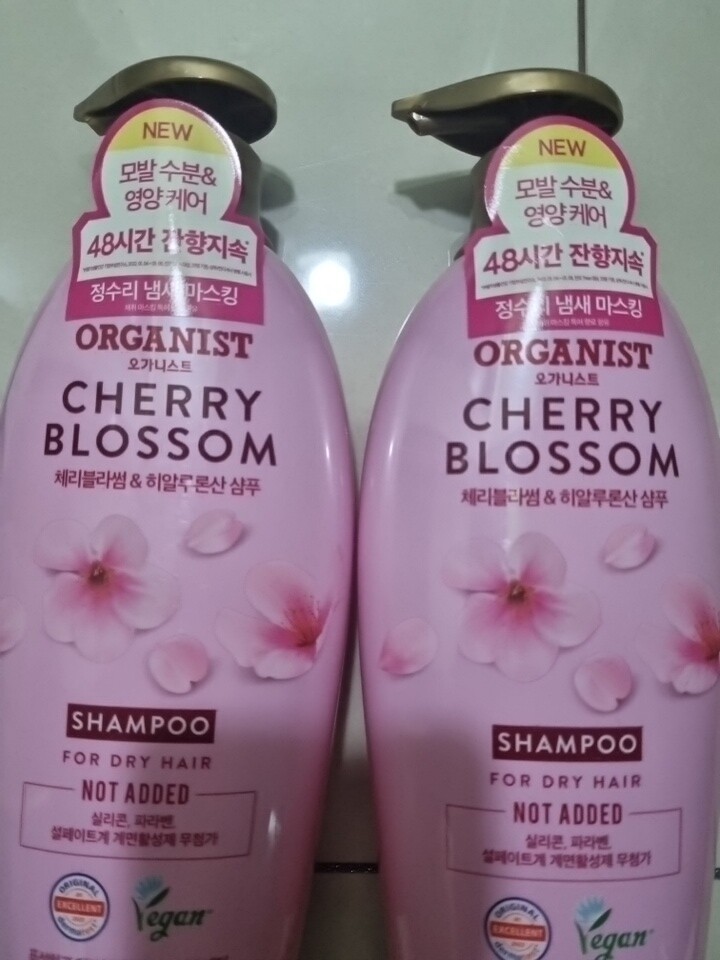 NEW
모발 수분&
영양 케어
48시간 잔향지속*
정수리 냄새 마스킹
ORGANIST
오가니스트
CHERRY
BLOSSOM
체리블라썸 & 히알루론산 샴푸
SHAMPOO
FOR DRY HAIR
NOT ADDED
실리콘, 파라벤,
설페이트계 계면활성제 무첨가
ORIGINAL
EXCELLENT
Vegan
NEW
모발 수분&
영양 케어
48시간 잔향지속*
정수리 냄새 마스킹
ORGANIST
오가니스트
CHERRY
BLOSSOM
체리블라썸 & 히알루론산 샴푸
SHAMPOO
FOR DRY HAIR
NOT ADDED
실리콘, 파라벤,
설페이트계 계면활성제 무첨가
ORIGINAL
EXCELLENT
Vegan